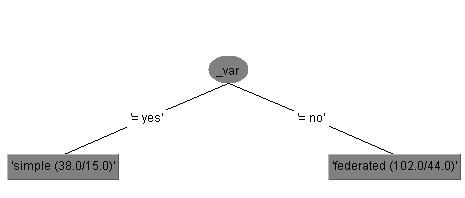 _var
'= yes'
'= no'
'simple (38.0/15.0)'
'federated (102.0/44.0)'